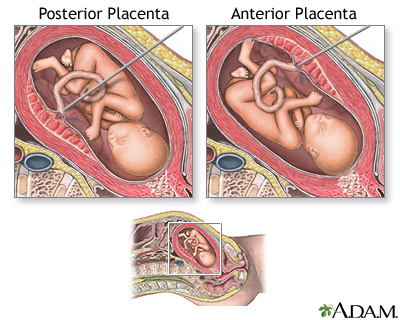 Posterior Placenta
Anterior Placenta
A.D.A.M.